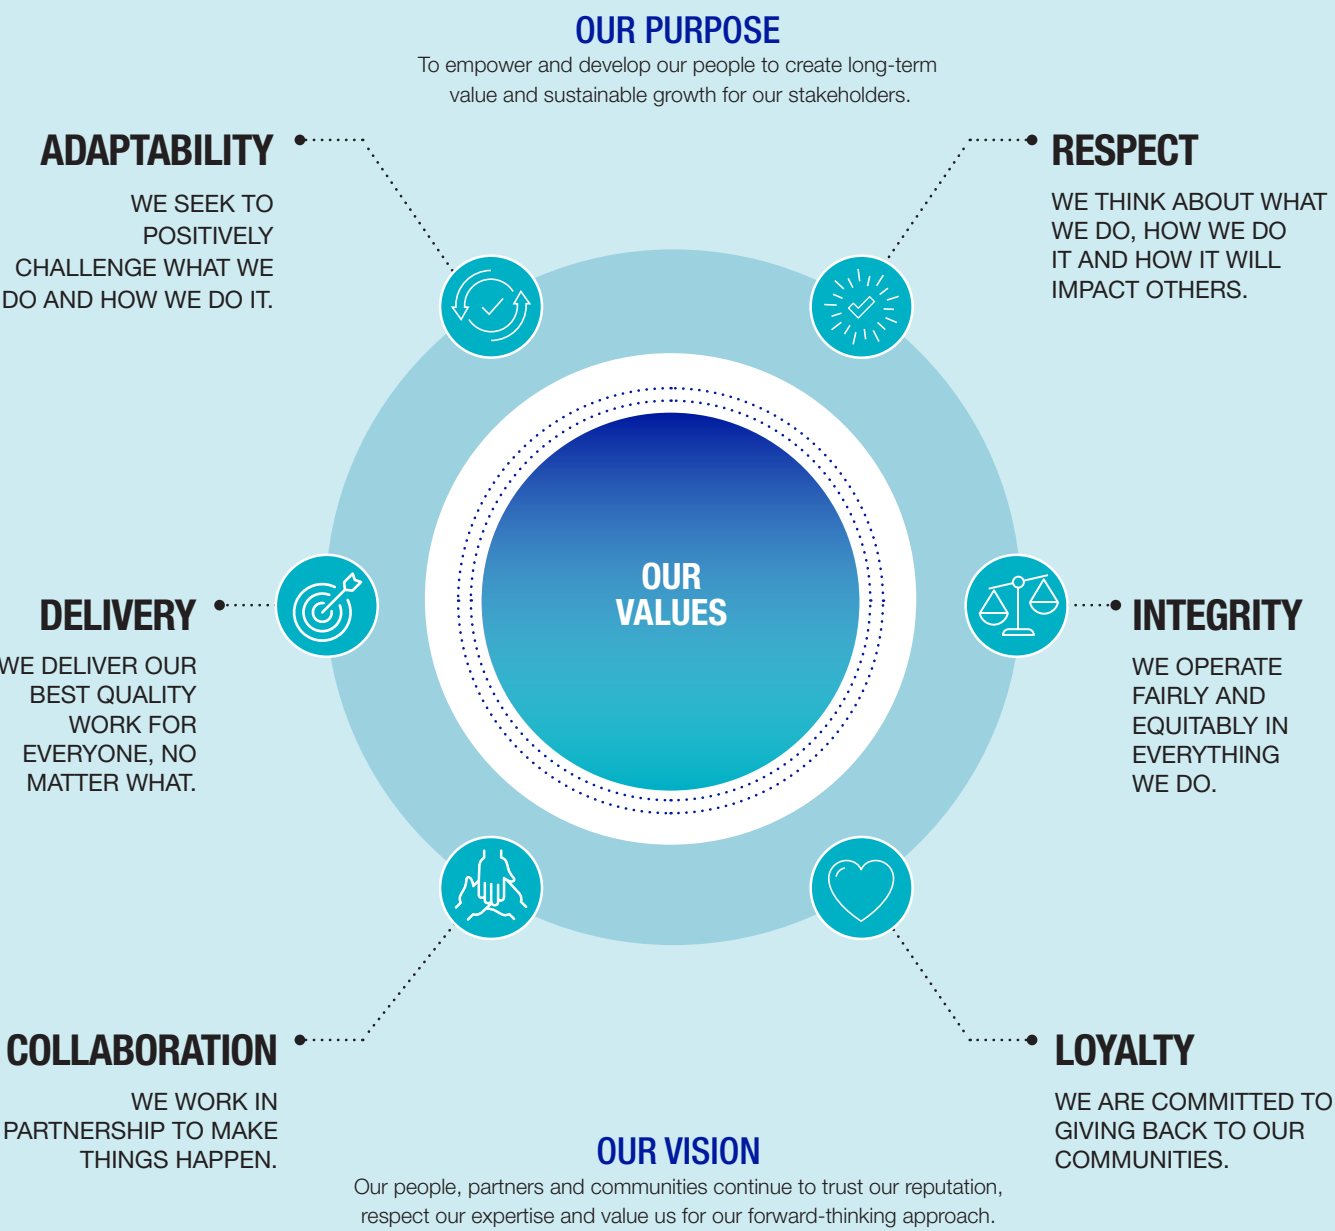 OUR PURPOSE
To empower and develop our people to create long-term
value and sustainable growth for our stakeholders.
ADAPTABILITY
WE SEEK TO
POSITIVELY
CHALLENGE WHAT WE
DO AND HOW WE DO IT.
RESPECT
WE THINK ABOUT WHAT
WE DO, HOW WE DO
IT AND HOW IT WILL
IMPACT OTHERS.
OUR
VALUES
DELIVERY
WE DELIVER OUR
BEST QUALITY
WORK FOR
EVERYONE, NO
MATTER WHAT.
INTEGRITY
WE OPERATE
FAIRLY AND
EQUITABLY IN
EVERYTHING
WE DO.
COLLABORATION
WE WORK IN
PARTNERSHIP TO MAKE
THINGS HAPPEN.
LOYALTY
WE ARE COMMITTED TO
GIVING BACK TO OUR
COMMUNITIES.
OUR VISION
Our people, partners and communities continue to trust our reputation,
respect our expertise and value us for our forward-thinking approach.